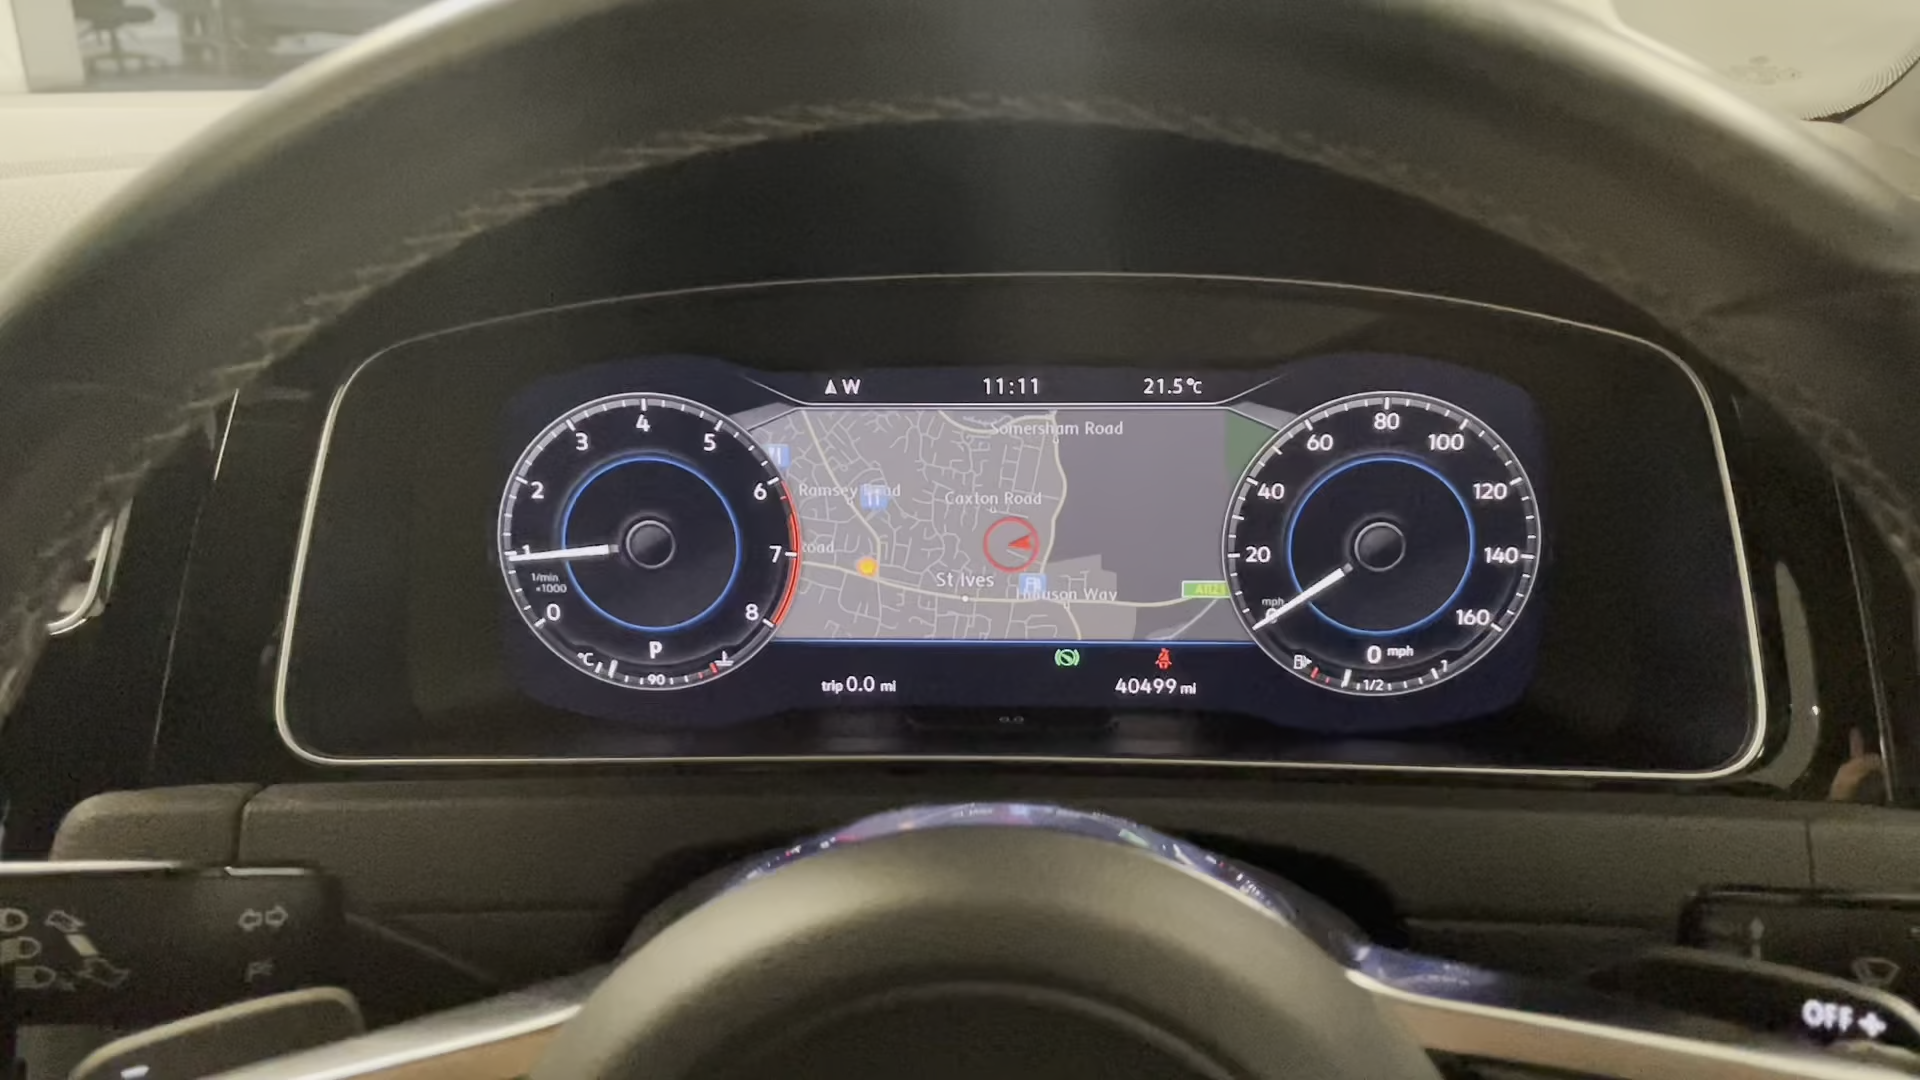 W 11:11 21.5°C
0 1 2 3 4 5 6 7 8
1/min
x1000
P
°C 90
Somersham Road
Ramsey
Caxton Road
Road
St Ives
Way
trip 0.0 mi
40499 mi
0 20 40 60 80 100 120 140 160
mph
0 mph
1/2
OFF +